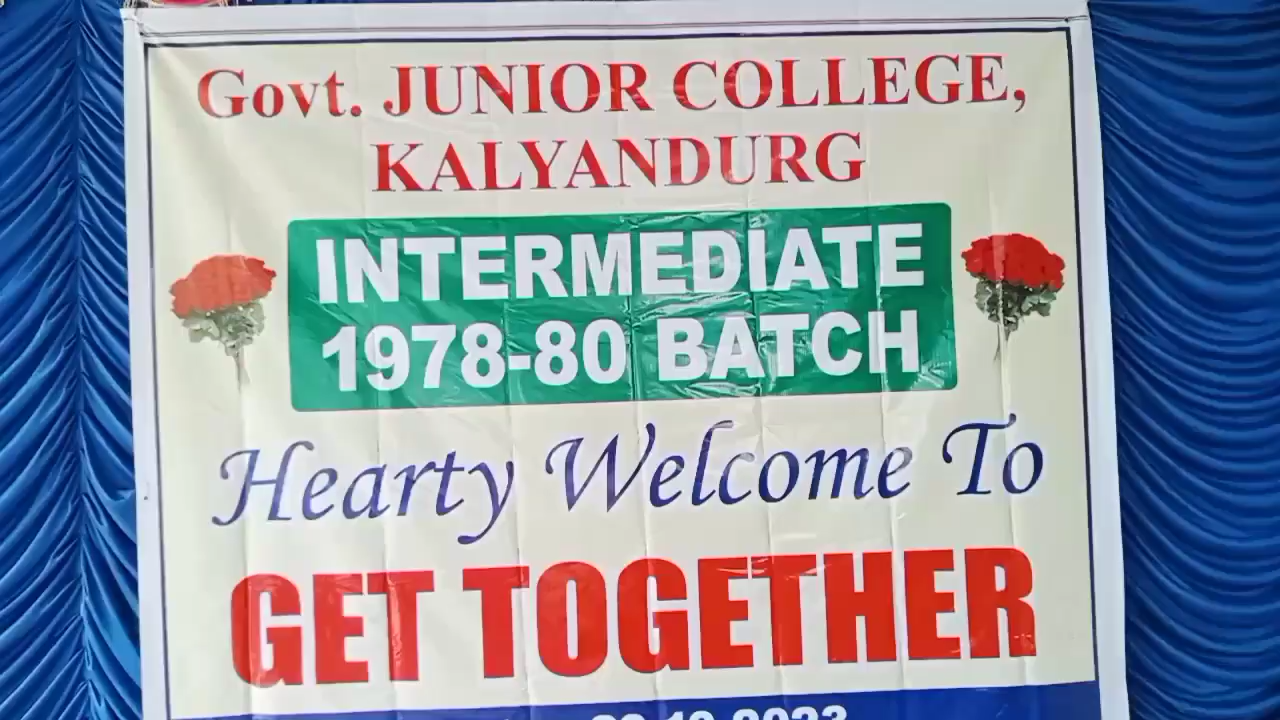 Govt. JUNIOR COLLEGE,
KALYANDURG
INTERMEDIATE
1978-80 BATCH
Hearty Welcome To
GET TOGETHER